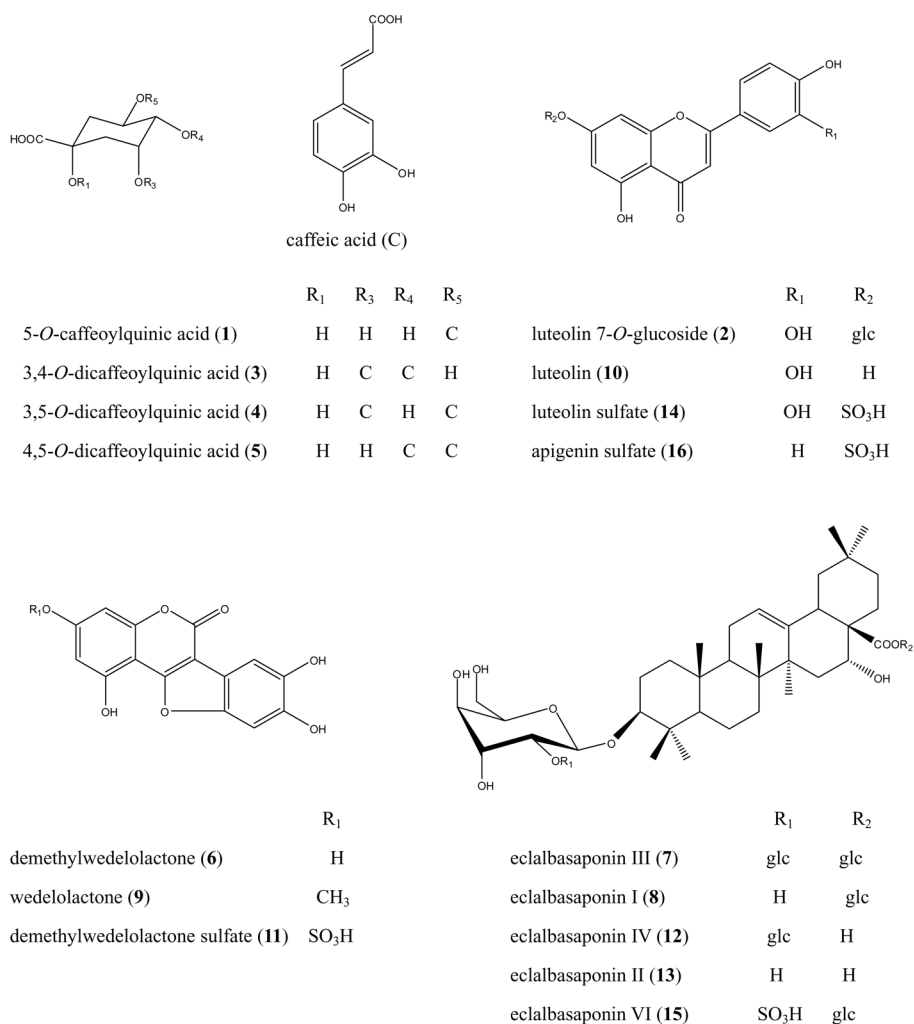 COOH
OR5
HOOC
OR4
OR1
OR3
OH
OH
caffeic acid (C)
OH
R2O
O
R1
OH
O
R1 R3 R4 R5
5-O-caffeoylquinic acid (1) H H H C
3,4-O-dicaffeoylquinic acid (3) H C C H
3,5-O-dicaffeoylquinic acid (4) H C H C
4,5-O-dicaffeoylquinic acid (5) H H C C
R1 R2
luteolin 7-O-glucoside (2) OH glc
luteolin (10) OH H
luteolin sulfate (14) OH SO3H
apigenin sulfate (16) H SO3H
R1O
O
O
OH
OH
O
OH
COOR2
OH
OH
OH
O
O
OR1
OH
R1
demethylwedelolactone (6) H
wedelolactone (9) CH3
demethylwedelolactone sulfate (11) SO3H
R1 R2
eclalbasaponin III (7) glc glc
eclalbasaponin I (8) H glc
eclalbasaponin IV (12) glc H
eclalbasaponin II (13) H H
eclalbasaponin VI (15) SO3H glc